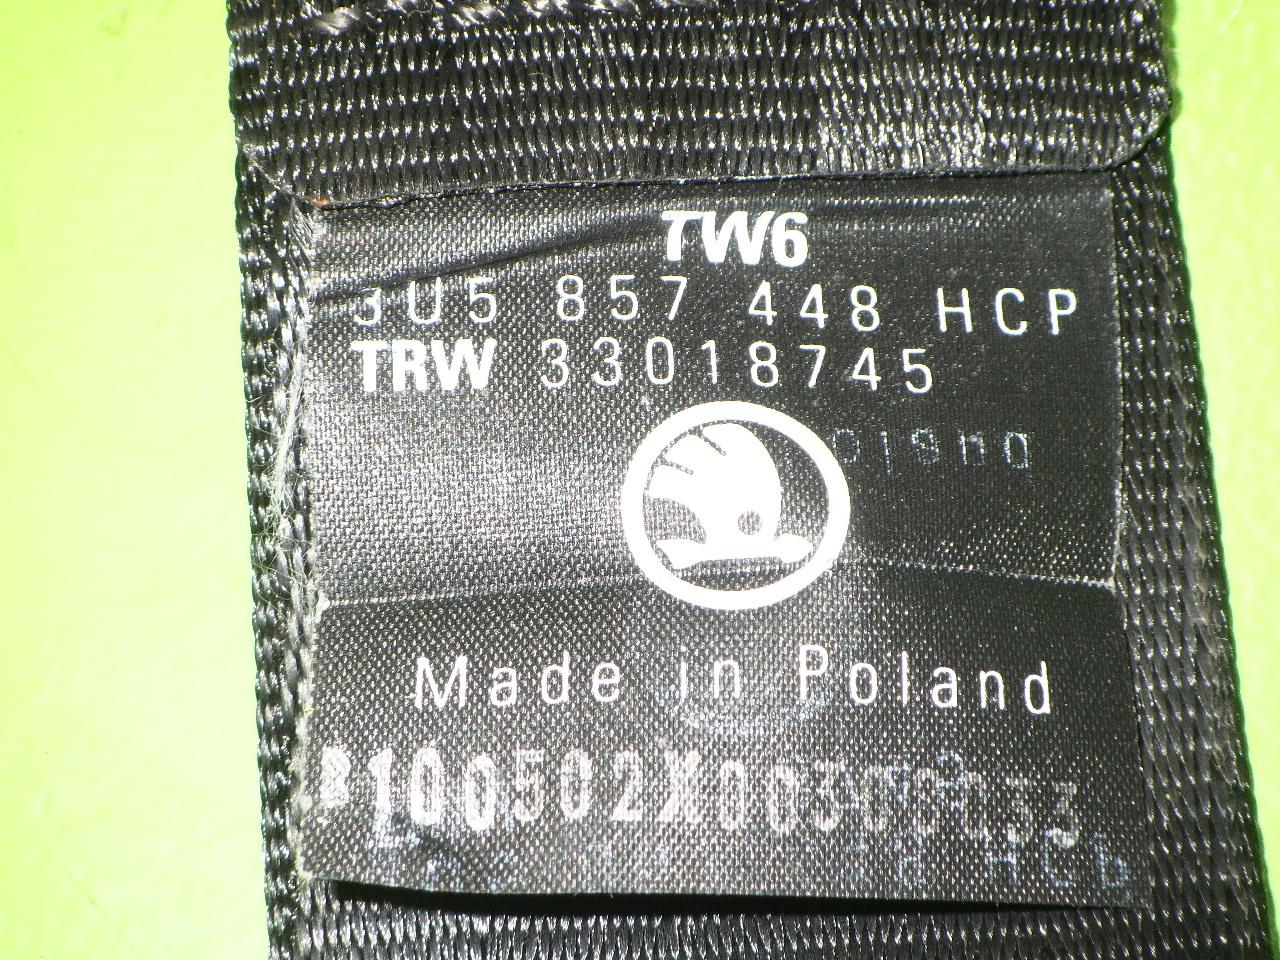 TW6
3U5 857 448 HCP
TRW 33018745
Made in Poland